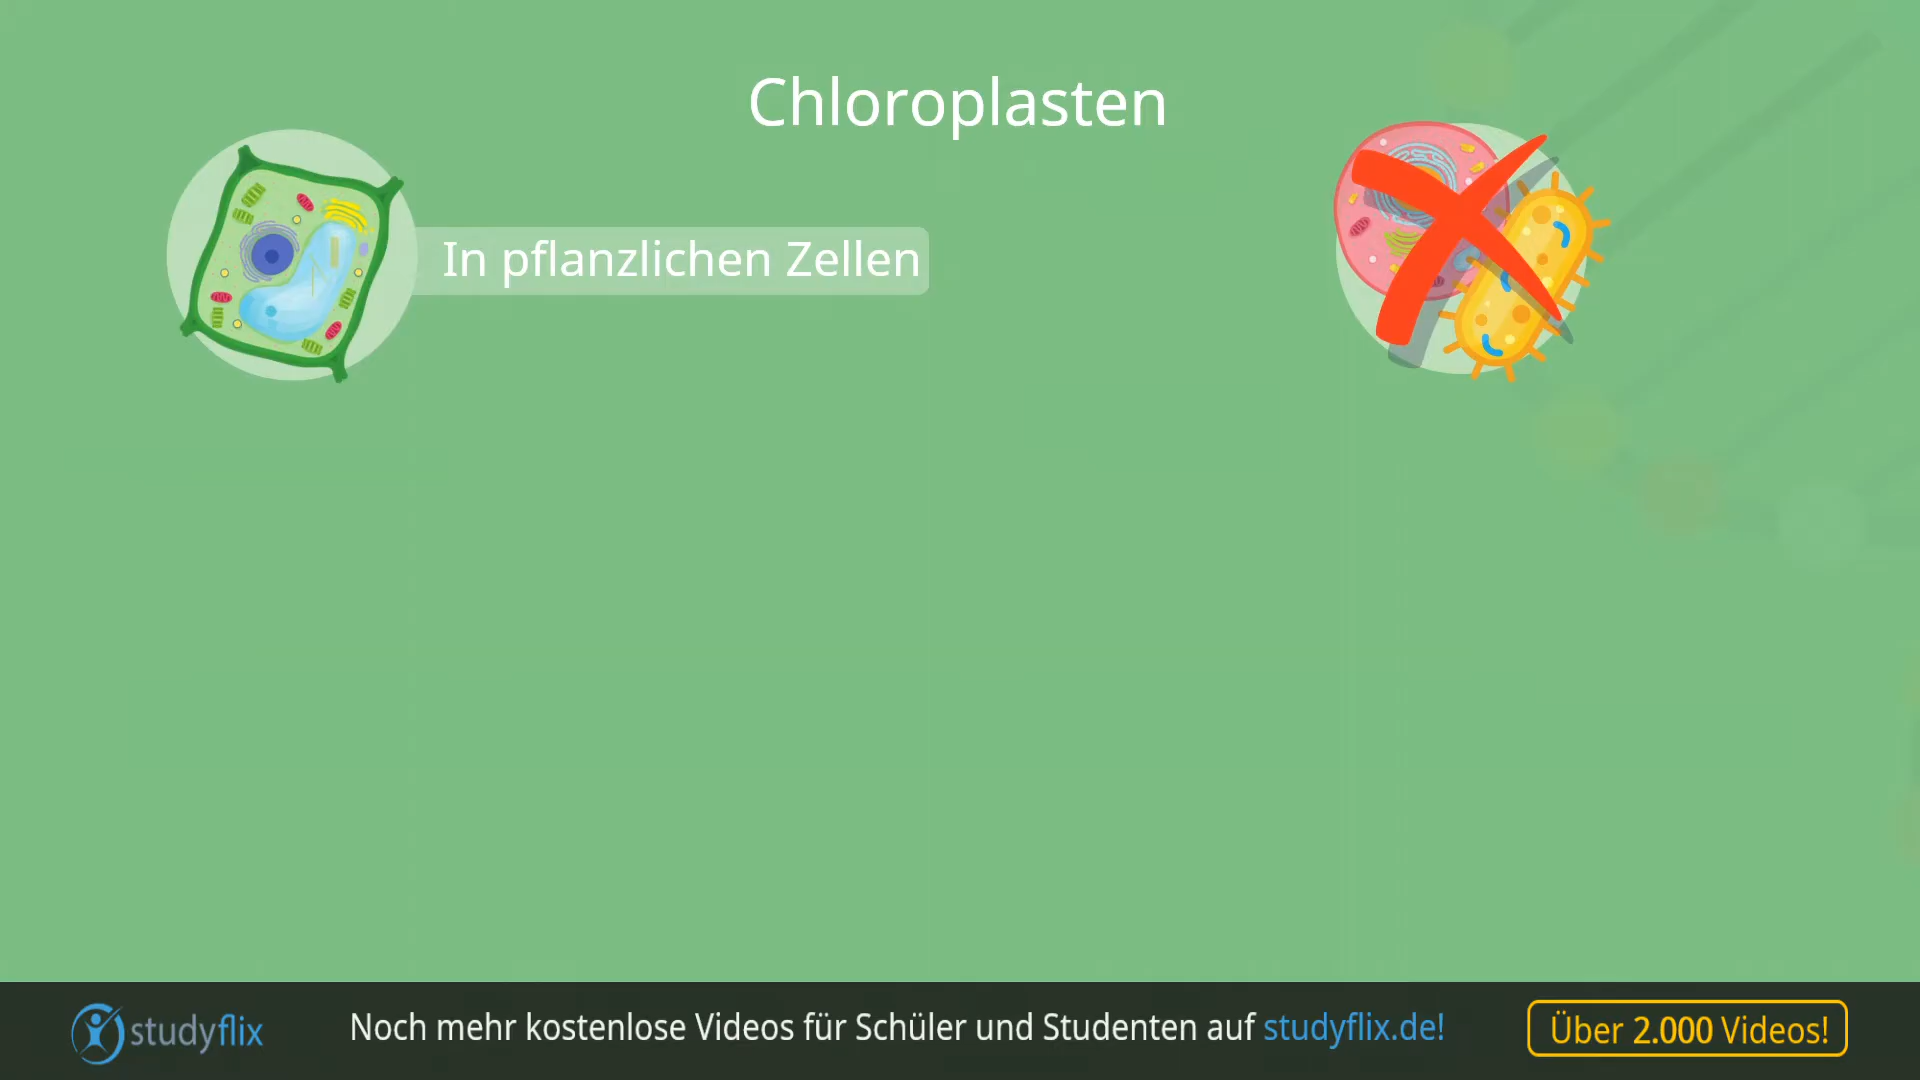 Chloroplasten
In pflanzlichen Zellen
studyflix
Noch mehr kostenlose Videos für Schüler und Studenten auf studyflix.de!
Über 2.000 Videos!